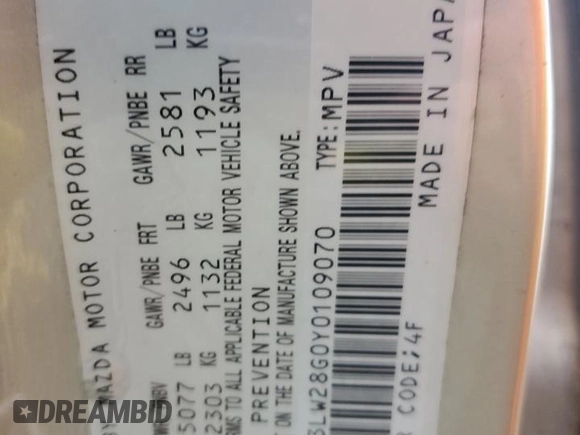 MAZDA MOTOR CORPORATION
GAWR/PNBE FRT GAWR/PNBE RR
5077 LB 2496 LB 2581 LB
2303 KG 1132 KG 1193 KG
TO ALL APPLICABLE FEDERAL MOTOR VEHICLE SAFETY
PREVENTION
ON THE DATE OF MANUFACTURE SHOWN ABOVE.
LW28G0Y0109070 TYPE:MPV
CODE:4F MADE IN JAPA
DREAMBID